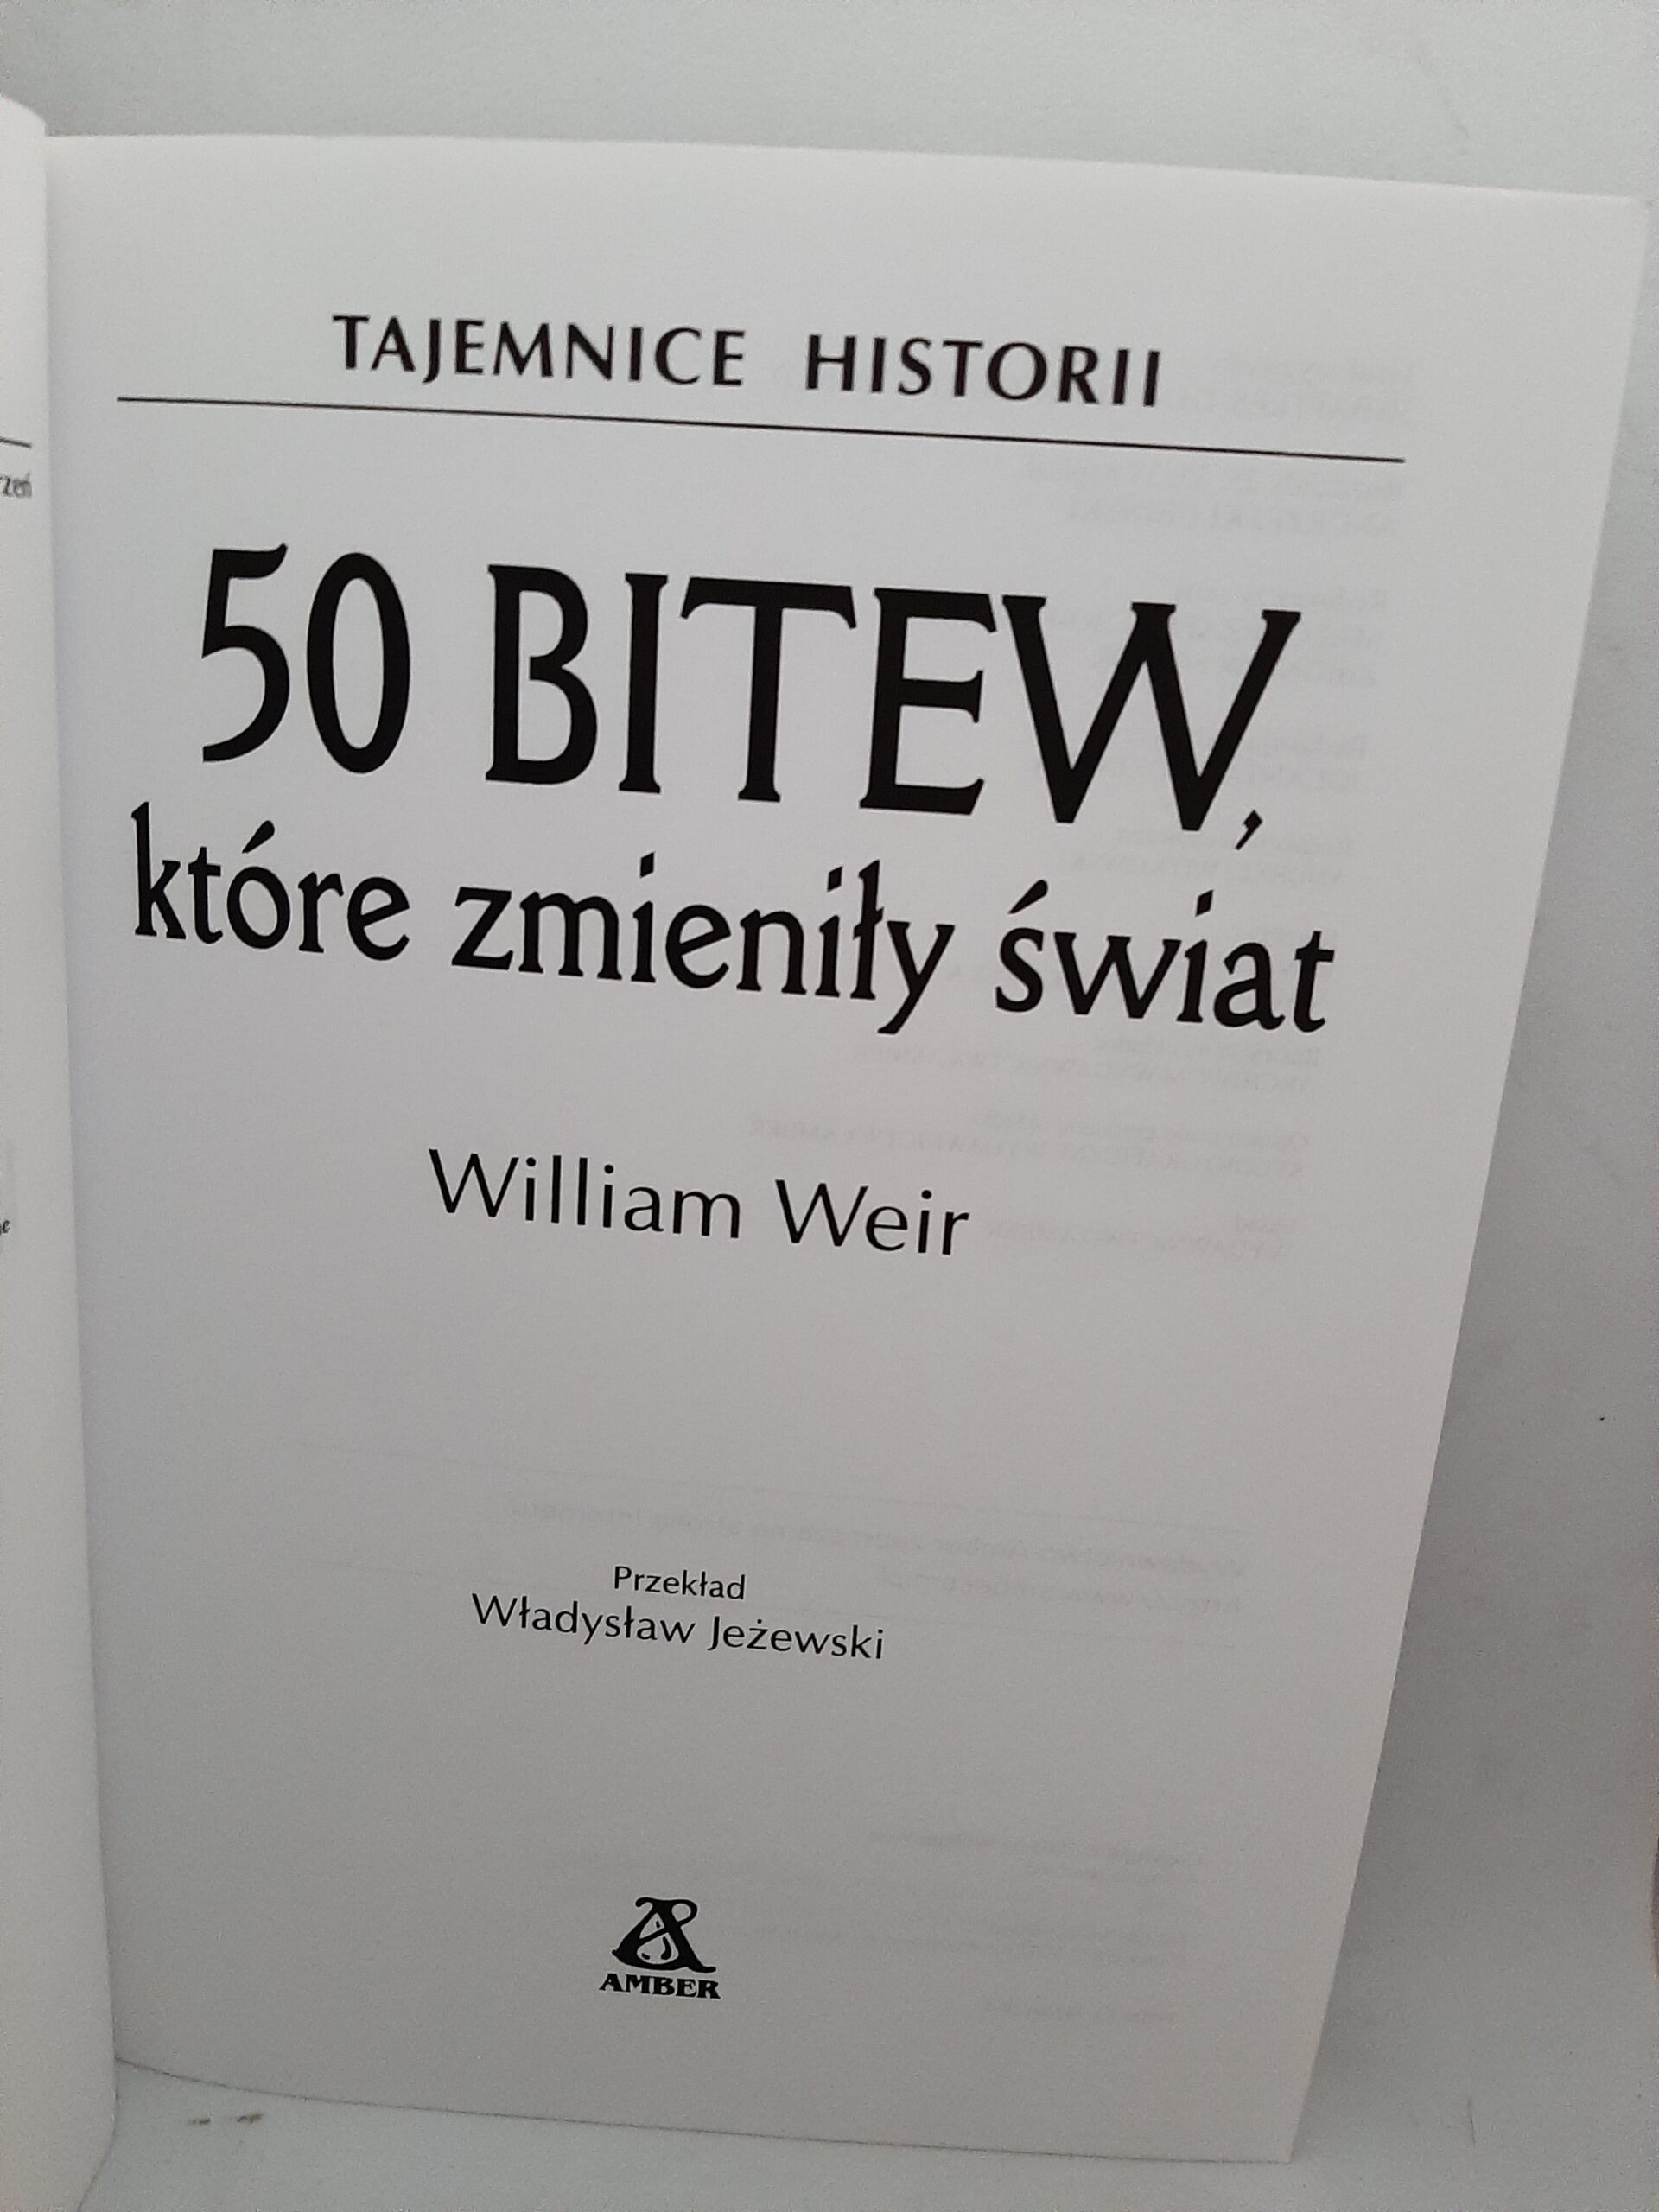 TAJEMNICE HISTORII
50 BITEW,
które zmieniły świat
William Weir
Przekład
Władysław Jeżewski
AMBER